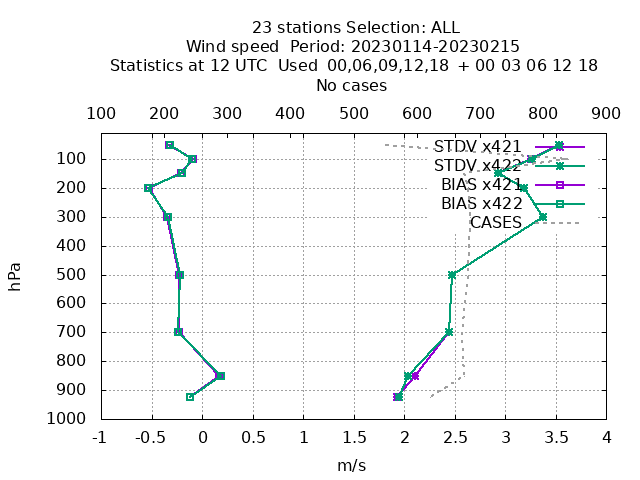 23 stations Selection: ALL
Wind speed  Period: 20230114-20230215
Statistics at 12 UTC  Used  00,06,09,12,18  + 00 03 06 12 18
No cases
100 200 300 400 500 600 700 800 900
STDV x421
STDV x422
BIAS x421
BIAS x422
CASES
100
200
300
400
500
600
700
800
900
1000
hPa
-1 -0.5 0 0.5 1 1.5 2 2.5 3 3.5 4
m/s